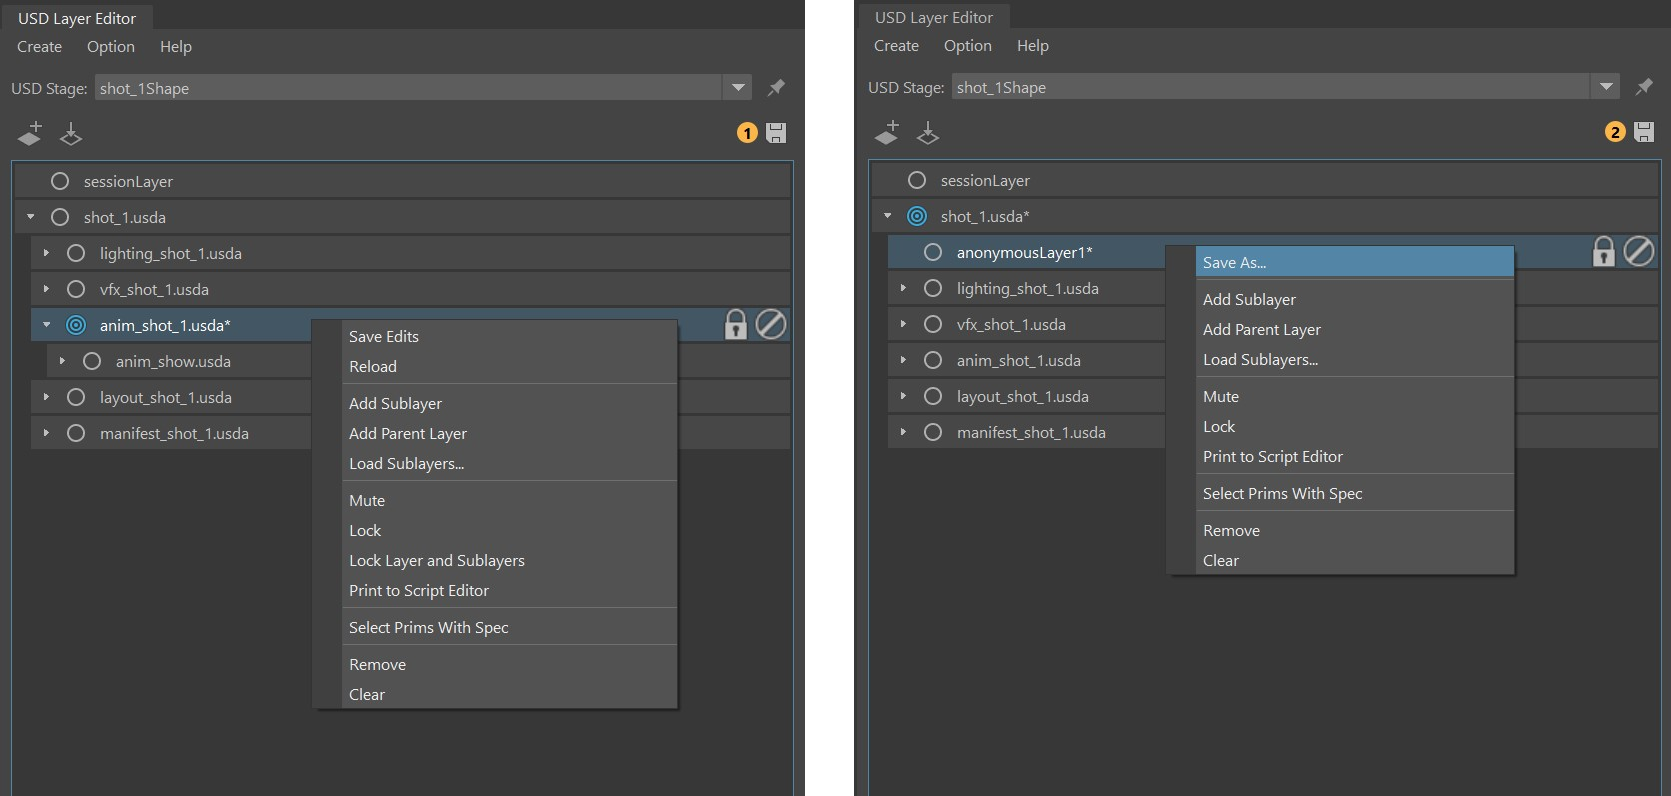 USD Layer Editor
Create Option Help
USD Stage: shot_1Shape
1
sessionLayer
shot_1.usda
lighting_shot_1.usda
vfx_shot_1.usda
anim_shot_1.usda*
anim_show.usda
layout_shot_1.usda
manifest_shot_1.usda
Save Edits
Reload
Add Sublayer
Add Parent Layer
Load Sublayers...
Mute
Lock
Lock Layer and Sublayers
Print to Script Editor
Select Prims With Spec
Remove
Clear
USD Layer Editor
Create Option Help
USD Stage: shot_1Shape
2
sessionLayer
shot_1.usda*
anonymousLayer1*
lighting_shot_1.usda
vfx_shot_1.usda
anim_shot_1.usda
layout_shot_1.usda
manifest_shot_1.usda
Save As...
Add Sublayer
Add Parent Layer
Load Sublayers...
Mute
Lock
Print to Script Editor
Select Prims With Spec
Remove
Clear